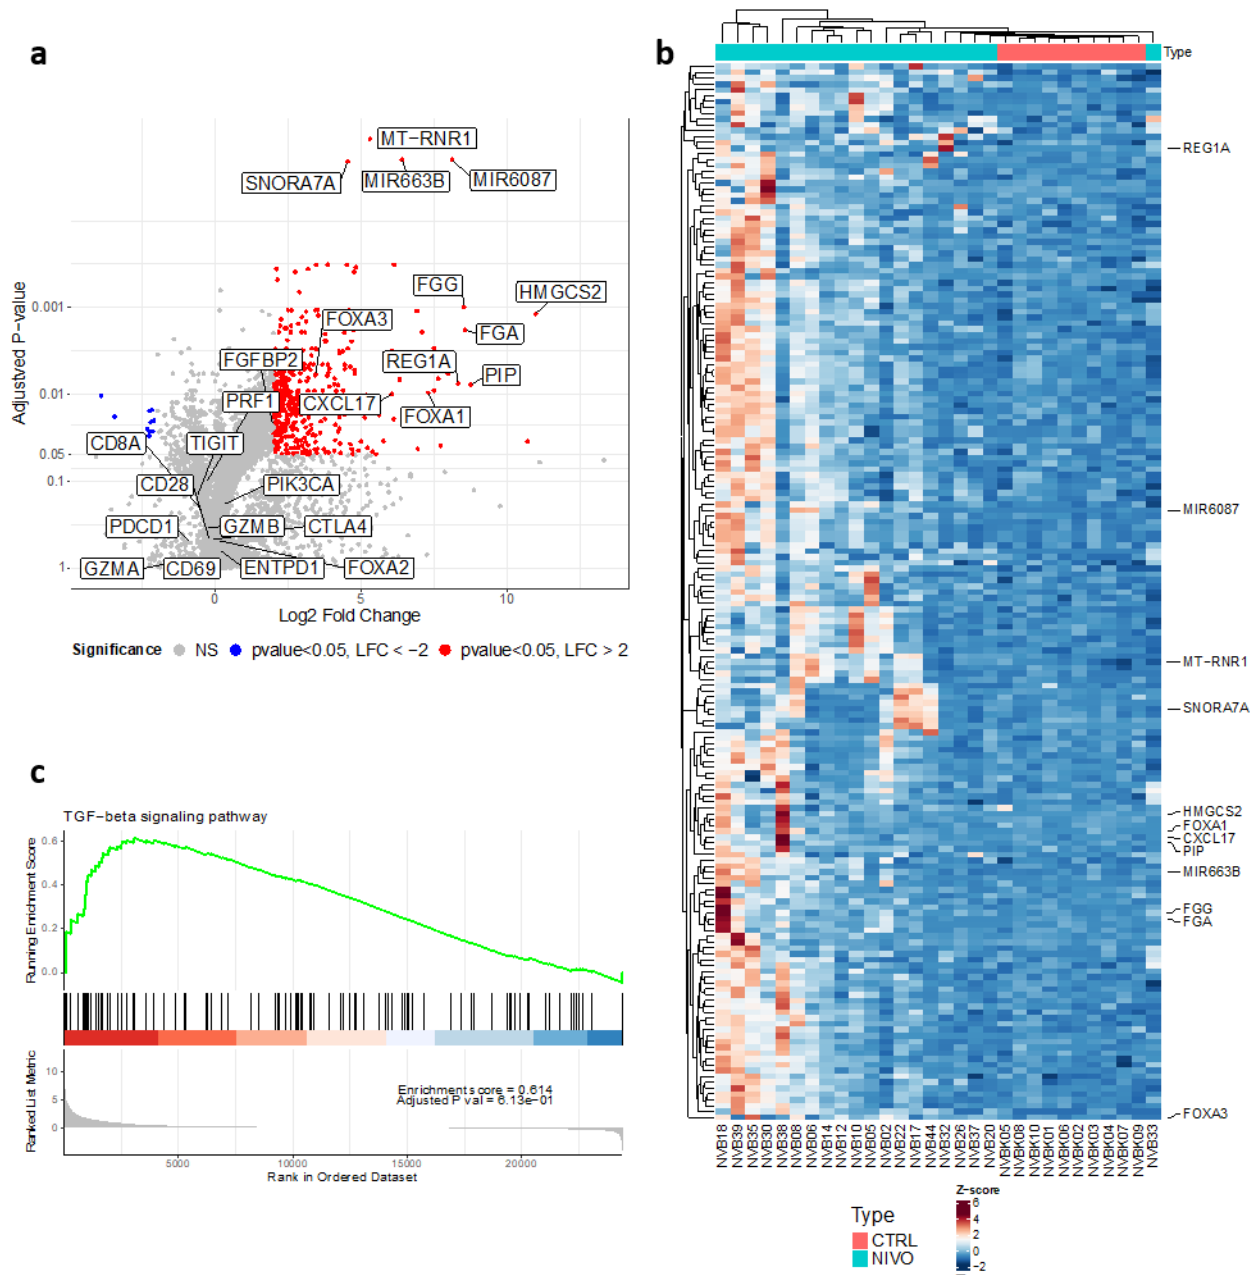 a
Adjustved P-value
0.001
0.01
0.05
0.1
1
MT-RNR1
SNORA7A
MIR663B
MIR6087
FGG
HMGCS2
FOXA3
FGA
FGFBP2
REG1A
PIP
PRF1
CXCL17
FOXA1
CD8A
TIGIT
CD28
PIK3CA
PDCD1
GZMB
CTLA4
GZMA
CD69
ENTPD1
FOXA2
0
5
10
Log2 Fold Change
Significance NS pvalue<0.05, LFC < -2 pvalue<0.05, LFC > 2
b
Type
REG1A
MIR6087
MT-RNR1
SNORA7A
HMGCS2
FOXA1
CXCL17
PIP
MIR663B
FGG
FGA
FOXA3
NVB18
NVB39
NVB35
NVB30
NVB38
NVB08
NVB06
NVB14
NVB12
NVB10
NVB05
NVB02
NVB22
NVB17
NVB44
NVB32
NVB26
NVB37
NVB20
NVBK05
NVBK08
NVBK10
NVBK01
NVBK06
NVBK02
NVBK03
NVBK04
NVBK07
NVBK09
NVB33
Type
CTRL
NIVO
Z-score
6
4
2
0
-2
c
TGF-beta signaling pathway
Running Enrichment Score
0.6
0.4
0.2
0.0
Ranked List Metric
10
5
0
Enrichment score = 0.614
Adjusted P val = 6.13e-01
5000
10000
15000
20000
Rank in Ordered Dataset